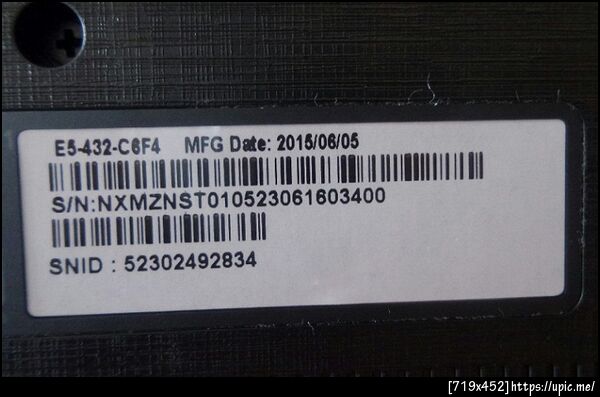 E5-432-C6F4 MFG Date: 2015/06/05
S/N:NXMZNST010523061603400
SNID : 52302492834
[719x452]https://upic.me/